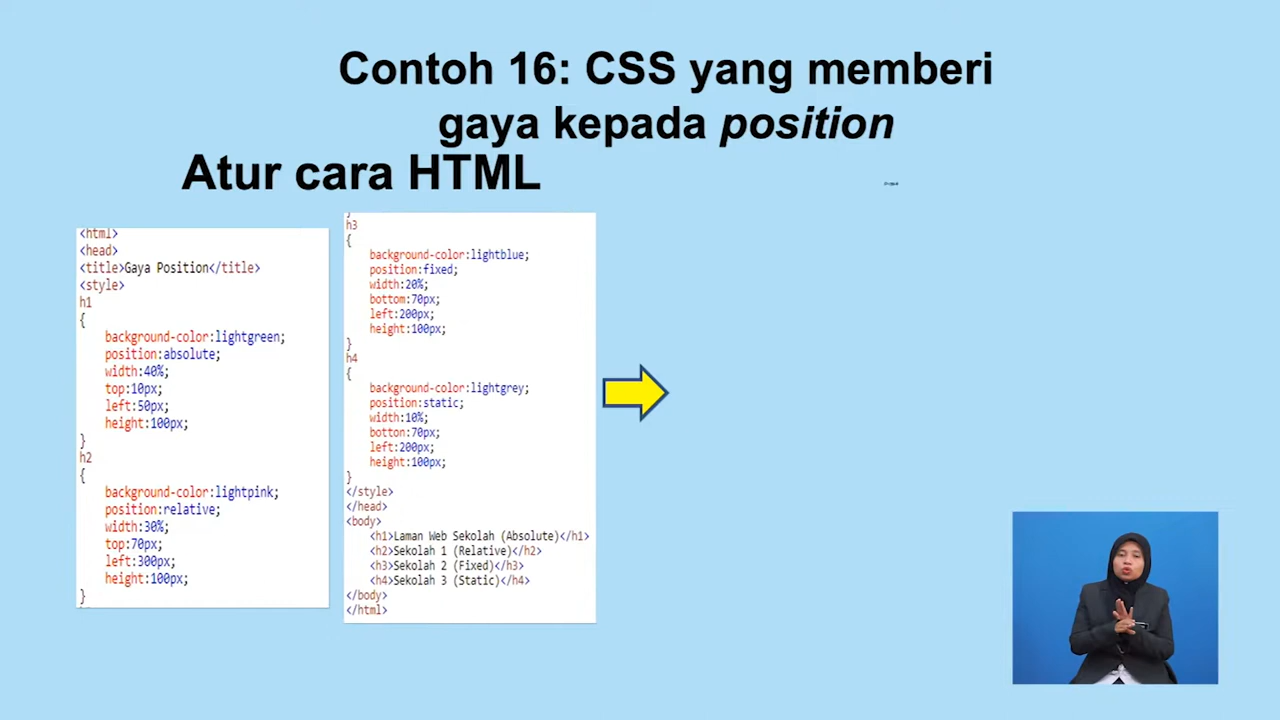 Contoh 16: CSS yang memberi
gaya kepada position
Atur cara HTML
<html>
<head>
<title>Gaya Position</title>
<style>
h1
{
background-color:lightgreen;
position:absolute;
width:40%;
top:10px;
left:50px;
height:100px;
}
h2
{
background-color:lightpink;
position:relative;
width:30%;
top:70px;
left:300px;
height:100px;
}
}
h3
{
background-color:lightblue;
position:fixed;
width:20%;
bottom:70px;
left:200px;
height:100px;
}
h4
{
background-color:lightgrey;
position:static;
width:10%;
botton:70px;
left:200px;
height:100px;
}
</style>
</head>
<body>
<h1>Laman Web Sekolah (Absolute)</h1>
<h2>Sekolah 1 (Relative)</h2>
<h3>Sekolah 2 (Fixed)</h3>
<h4>Sekolah 3 (Static)</h4>
</body>
</html>